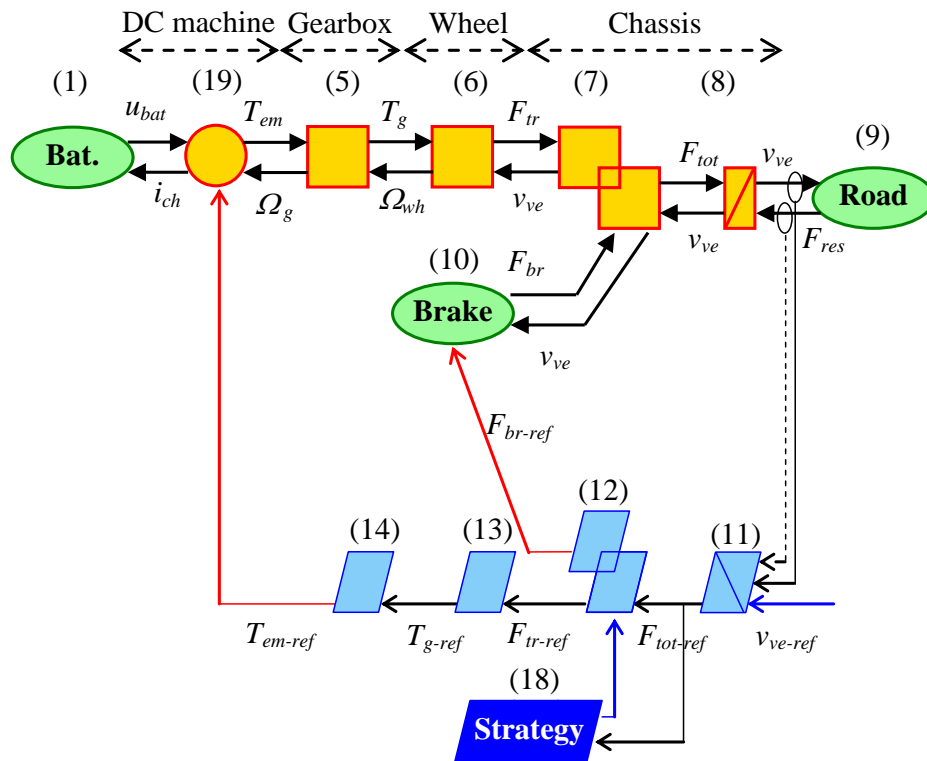 DC machine Gearbox Wheel Chassis
(1) (19) (5) (6) (7) (8) (9)
u_bat T_em T_g F_tr F_tot v_ve
Bat. Road
i_ch Ω_g Ω_wh v_ve v_ve F_res
(10) F_br
Brake
v_ve
F_br-ref
(12)
(14) (13) (11)
T_em-ref T_g-ref F_tr-ref F_tot-ref v_ve-ref
(18)
Strategy